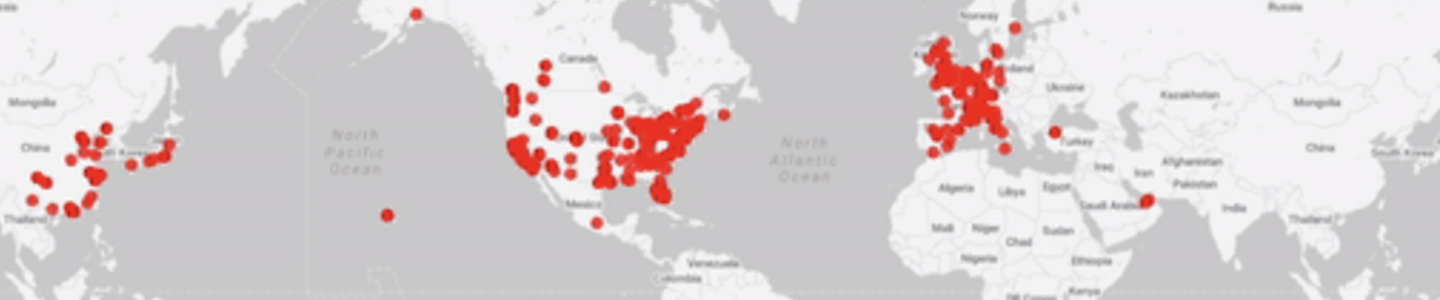 Norway
Russia
Canada
Ukraine
Kazakhstan
Mongolia
Mongolia
North
Pacific
Ocean
North
Atlantic
Ocean
Turkey
China
China
South Korea
Iraq
Iran
Afghanistan
Pakistan
Algeria
Libya
Egypt
Saudi Arabia
India
Thailand
Thailand
Mexico
Mali
Niger
Chad
Sudan
Nigeria
Ethiopia
Venezuela
Colombia
DR Congo
Kenya